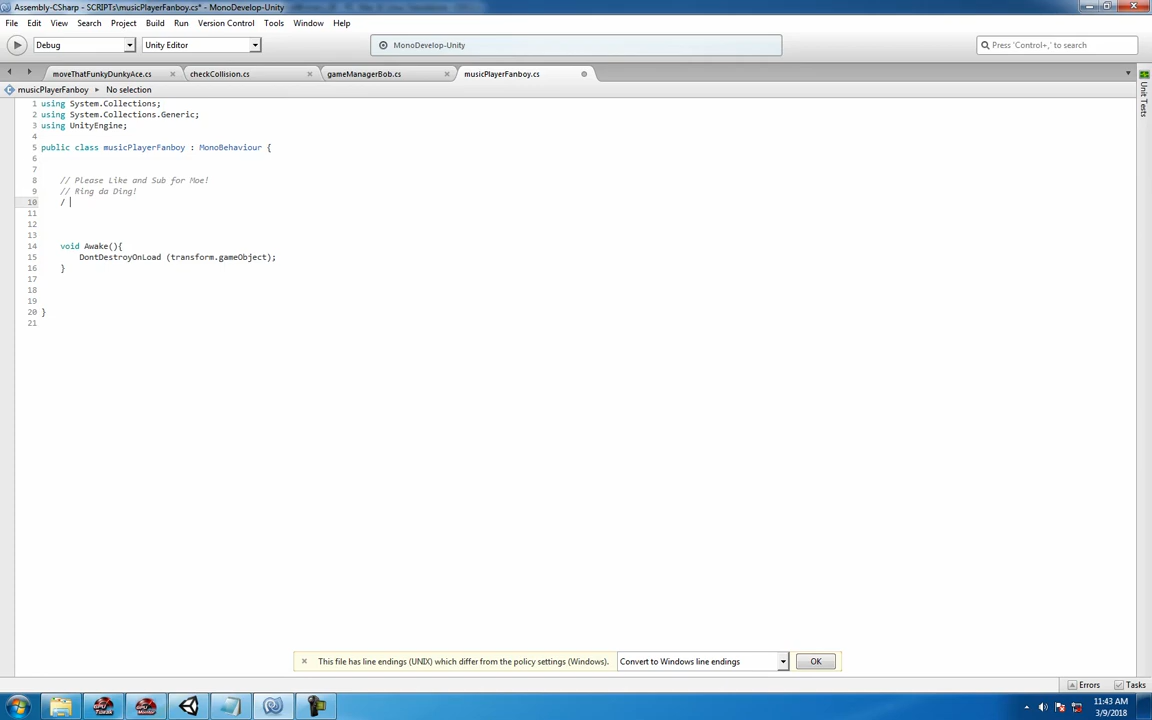 Assembly-CSharp - SCRIPTs\musicPlayerFanboy.cs* - MonoDevelop-Unity
File Edit View Search Project Build Run Version Control Tools Window Help
Debug Unity Editor MonoDevelop-Unity Press 'Control+,' to search
moveThatFunkyDunkyAce.cs checkCollision.cs gameManagerBob.cs musicPlayerFanboy.cs
musicPlayerFanboy ▸ No selection
Unit Tests
1 using System.Collections;
2 using System.Collections.Generic;
3 using UnityEngine;
4
5 public class musicPlayerFanboy : MonoBehaviour {
6
7
8 // Please Like and Sub for Moe!
9 // Ring da Ding!
10 /
11
12
13
14 void Awake(){
15 DontDestroyOnLoad (transform.gameObject);
16 }
17
18
19
20 }
21
This file has line endings (UNIX) which differ from the policy settings (Windows). Convert to Windows line endings OK
Errors Tasks
11:43 AM
3/9/2018